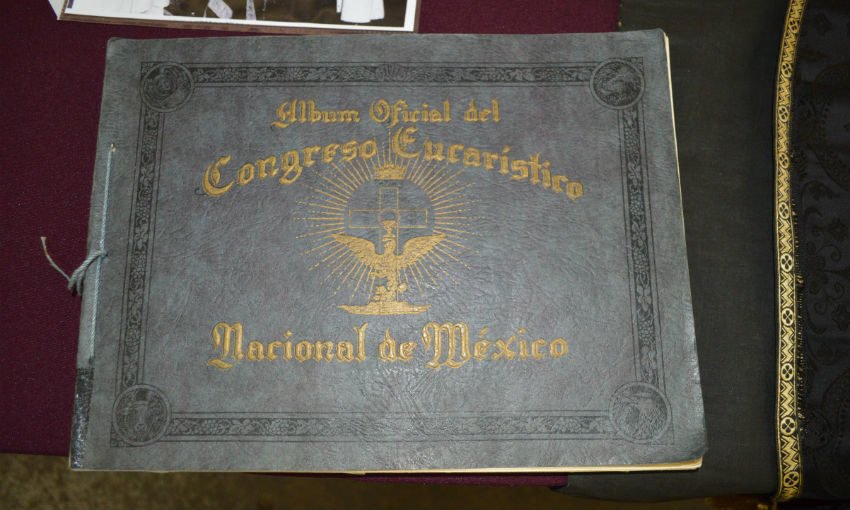 Album Oficial del
Congreso Eucarístico
Nacional de México